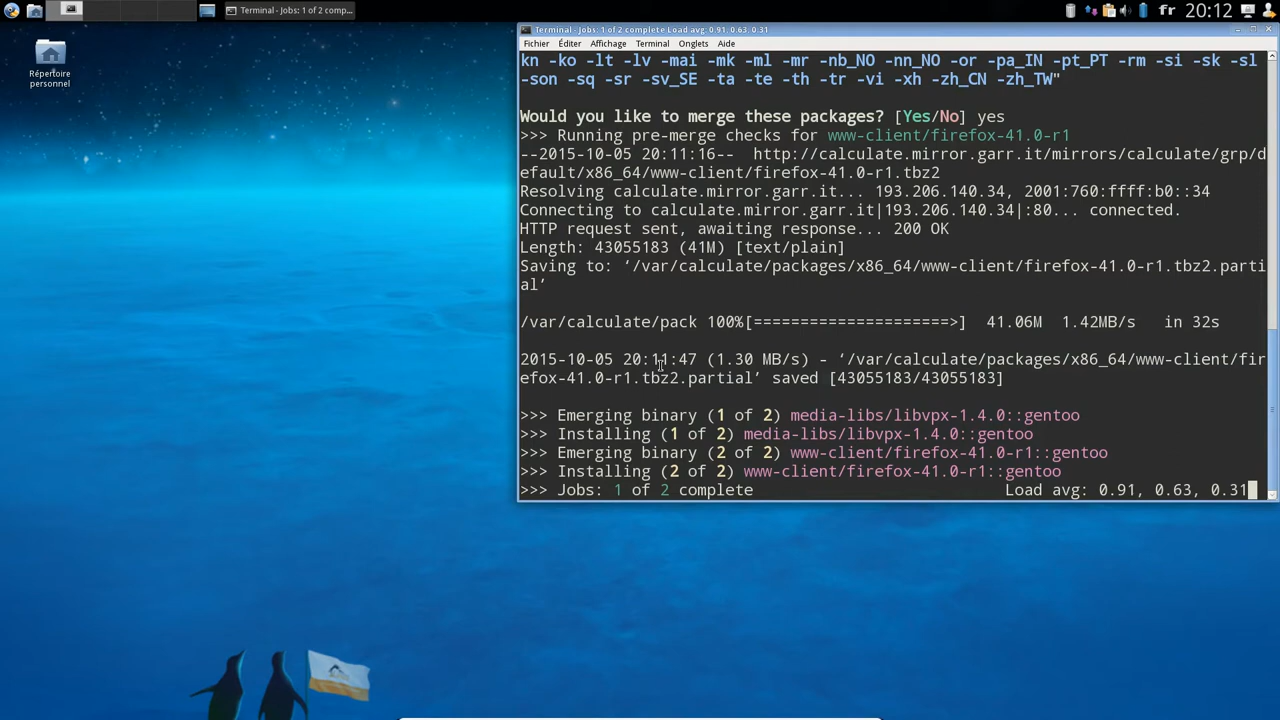 Terminal - Jobs: 1 of 2 comp...
fr
20:12
Répertoire
personnel
Terminal - Jobs: 1 of 2 complete Load avg: 0.91, 0.63, 0.31
Fichier Éditer Affichage Terminal Onglets Aide
kn -ko -lt -lv -mai -mk -ml -mr -nb_NO -nn_NO -or -pa_IN -pt_PT -rm -si -sk -sl
-son -sq -sr -sv_SE -ta -te -th -tr -vi -xh -zh_CN -zh_TW"
Would you like to merge these packages? [Yes/No] yes
>>> Running pre-merge checks for www-client/firefox-41.0-r1
--2015-10-05 20:11:16-- http://calculate.mirror.garr.it/mirrors/calculate/grp/d
efault/x86_64/www-client/firefox-41.0-r1.tbz2
Resolving calculate.mirror.garr.it... 193.206.140.34, 2001:760:ffff:b0::34
Connecting to calculate.mirror.garr.it|193.206.140.34|:80... connected.
HTTP request sent, awaiting response... 200 OK
Length: 43055183 (41M) [text/plain]
Saving to: ‘/var/calculate/packages/x86_64/www-client/firefox-41.0-r1.tbz2.parti
al’
/var/calculate/pack 100%[=====================>] 41.06M 1.42MB/s in 32s
2015-10-05 20:11:47 (1.30 MB/s) - ‘/var/calculate/packages/x86_64/www-client/fir
efox-41.0-r1.tbz2.partial’ saved [43055183/43055183]
>>> Emerging binary (1 of 2) media-libs/libvpx-1.4.0::gentoo
>>> Installing (1 of 2) media-libs/libvpx-1.4.0::gentoo
>>> Emerging binary (2 of 2) www-client/firefox-41.0-r1::gentoo
>>> Installing (2 of 2) www-client/firefox-41.0-r1::gentoo
>>> Jobs: 1 of 2 complete Load avg: 0.91, 0.63, 0.31